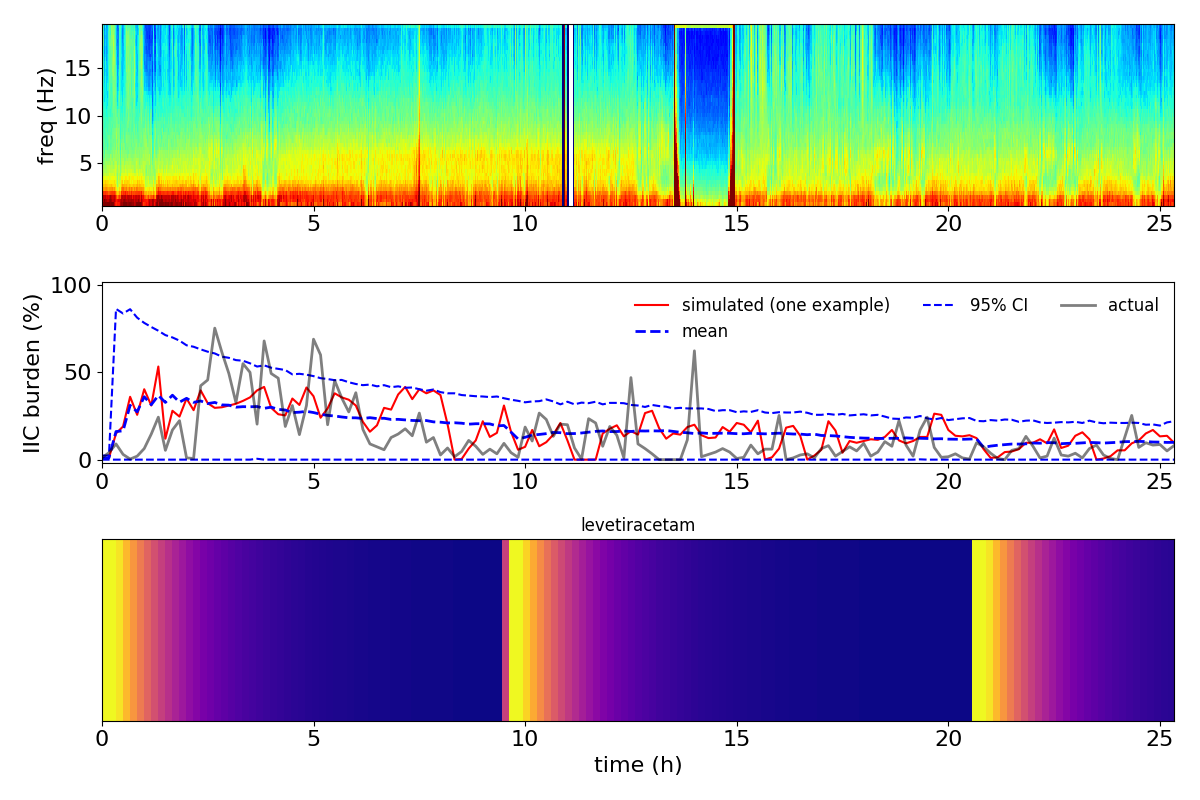 freq (Hz)
15
10
5
0 5 10 15 20 25
IIC burden (%)
100
50
0
simulated (one example) 95% CI actual
mean
0 5 10 15 20 25
levetiracetam
0 5 10 15 20 25
time (h)